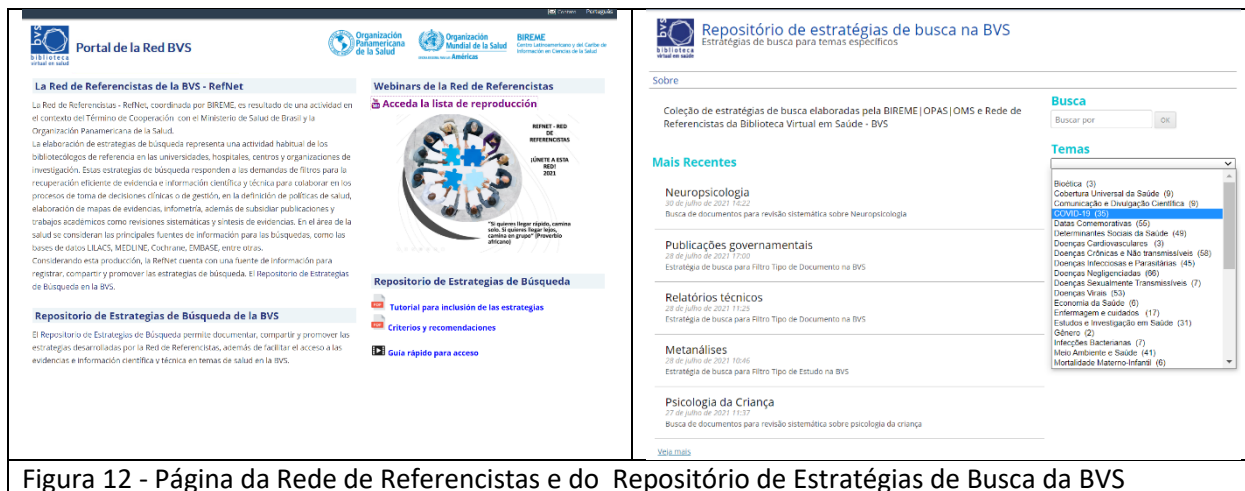 Correo Português
biblioteca
virtual en salud
Portal de la Red BVS
Organización
Panamericana
de la Salud
Organización
Mundial de la Salud
Américas
BIREME
Centro Latinoamericano y del Caribe de
Información en Ciencias de la Salud
La Red de Referencistas de la BVS - RefNet
La Red de Referencistas - RefNet, coordinada por BIREME, es resultado de una actividad en
el contexto del Término de Cooperación con el Ministerio de Salud de Brasil y la
Organización Panamericana de la Salud.
La elaboración de estrategias de búsqueda representa una actividad habitual de los
bibliotecólogos de referencia en las universidades, hospitales, centros y organizaciones de
investigación. Estas estrategias de búsqueda responden a las demandas de filtros para la
recuperación eficiente de evidencia e información científica y técnica para colaborar en los
procesos de toma de decisiones clínicas o de gestión, en la definición de políticas de salud,
elaboración de mapas de evidencias, infometría, además de subsidiar publicaciones y
trabajos académicos como revisiones sistemáticas y síntesis de evidencias. En el área de la
salud se consideran las principales fuentes de información para las búsquedas, como las
bases de datos LILACS, MEDLINE, Cochrane, EMBASE, entre otras.
Considerando esta producción, la RefNet cuenta con una fuente de información para
registrar, compartir y promover las estrategias de búsqueda. El Repositorio de Estrategias
de Búsqueda en la BVS.
Repositorio de Estrategias de Búsqueda de la BVS
El Repositorio de Estrategias de Búsqueda permite documentar, compartir y promover las
estrategias desarrolladas por la Red de Referencistas, además de facilitar el acceso a las
evidencias e información científica y técnica en temas de salud en la BVS.
Webinars de la Red de Referencistas
Acceda la lista de reproducción
REFNET - RED
DE
REFERENCISTAS
¡ÚNETE A ESTA
RED!
2021
"Si quieres llegar rápido, camina
solo. Si quieres llegar lejos,
camina en grupo" (Proverbio
africano)
Repositorio de Estrategias de Búsqueda
Tutorial para inclusión de las estrategias
Criterios y recomendaciones
Guía rápido para acceso
bvs
biblioteca
virtual em saúde
Repositório de estratégias de busca na BVS
Estratégias de busca para temas específicos
Sobre
Coleção de estratégias de busca elaboradas pela BIREME|OPAS|OMS e Rede de
Referencistas da Biblioteca Virtual em Saúde - BVS
Mais Recentes
Neuropsicologia
30 de julho de 2021 14:22
Busca de documentos para revisão sistemática sobre Neuropsicologia
Publicações governamentais
28 de julho de 2021 17:00
Estratégia de busca para Filtro Tipo de Documento na BVS
Relatórios técnicos
28 de julho de 2021 11:25
Estratégia de busca para Filtro Tipo de Documento na BVS
Metanálises
28 de julho de 2021 10:46
Estratégia de busca para Filtro Tipo de Estudo na BVS
Psicologia da Criança
27 de julho de 2021 11:37
Busca de documentos para revisão sistemática sobre psicologia da criança
Veja mais
Busca
Buscar por OK
Temas
Bioética (3)
Cobertura Universal da Saúde (9)
Comunicação e Divulgação Científica (9)
COVID-19 (35)
Datas Comemorativas (55)
Determinantes Sociais da Saúde (49)
Doenças Cardiovasculares (3)
Doenças Crônicas e Não transmissíveis (58)
Doenças Infecciosas e Parasitárias (45)
Doenças Negligenciadas (66)
Doenças Sexualmente Transmissíveis (7)
Doenças Virais (53)
Economia da Saúde (6)
Enfermagem e cuidados (17)
Estudos e Investigação em Saúde (31)
Gênero (2)
Infecções Bacterianas (7)
Meio Ambiente e Saúde (41)
Mortalidade Materno-Infantil (6)
Figura 12 - Página da Rede de Referencistas e do Repositório de Estratégias de Busca da BVS